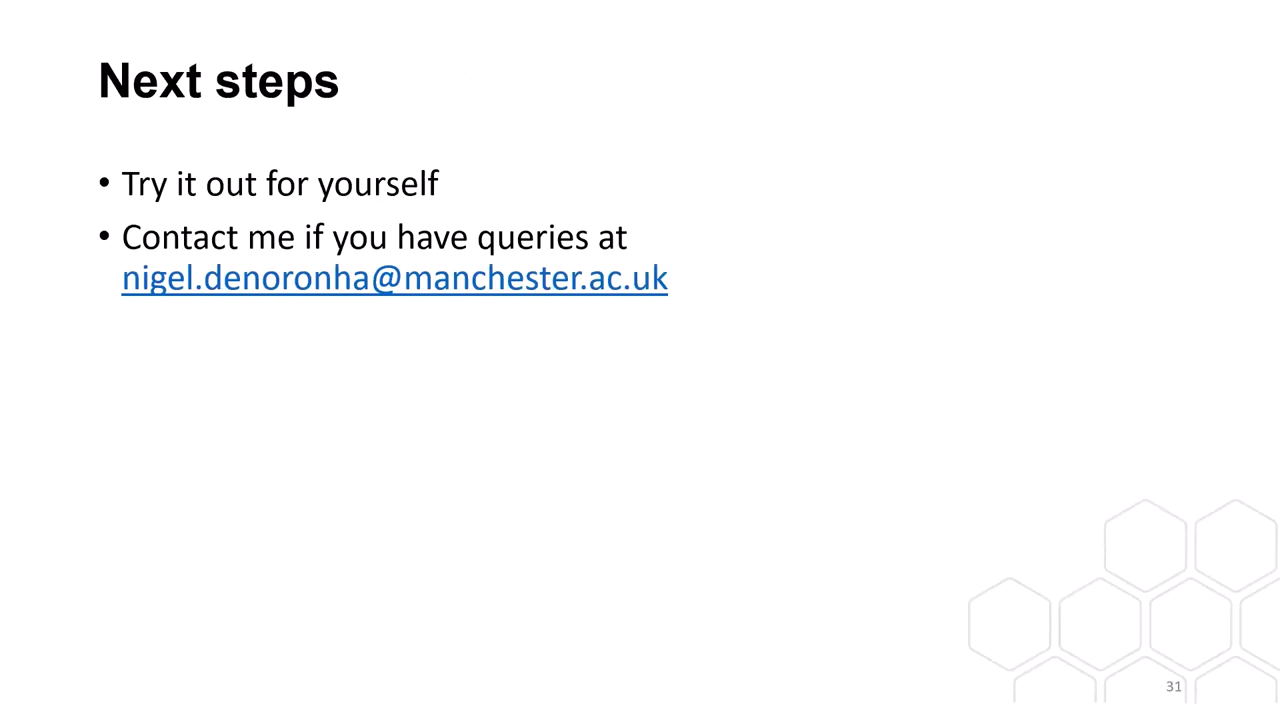 Next steps
• Try it out for yourself
• Contact me if you have queries at
nigel.denoronha@manchester.ac.uk
31